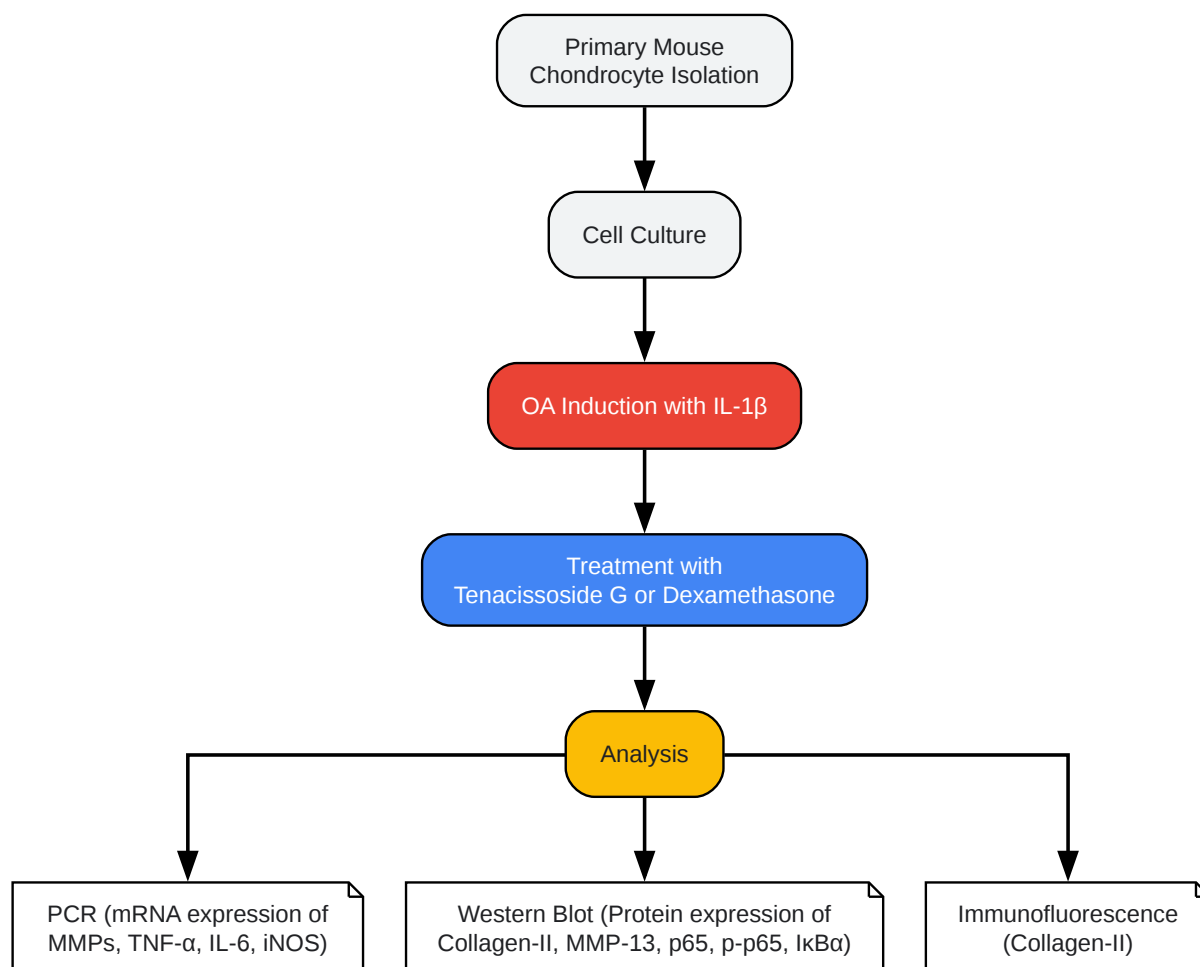 Primary Mouse
Chondrocyte Isolation
Cell Culture
OA Induction with IL-1β
Treatment with
Tenacissoside G or Dexamethasone
Analysis
PCR (mRNA expression of
MMPs, TNF-α, IL-6, iNOS)
Western Blot (Protein expression of
Collagen-II, MMP-13, p65, p-p65, IκBα)
Immunofluorescence
(Collagen-II)